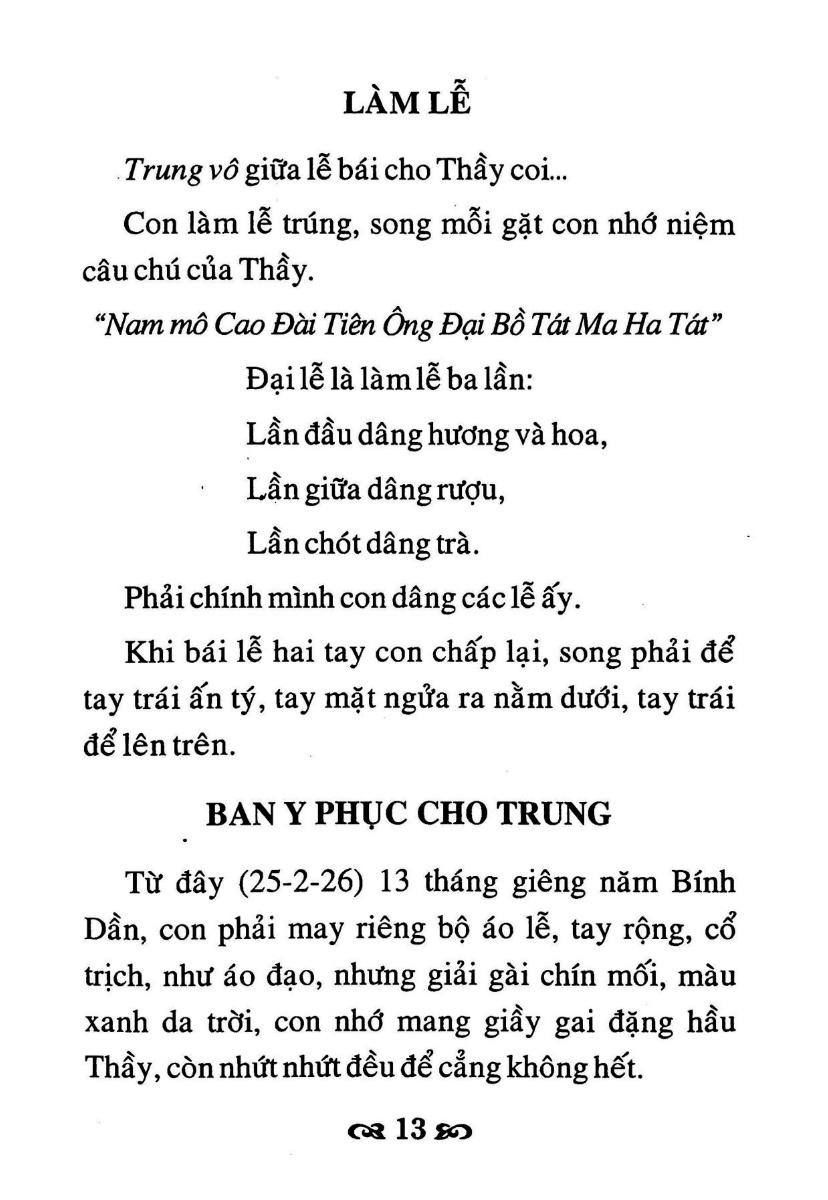 LÀM LỄ
Trung vô giữa lễ bái cho Thầy coi...
Con làm lễ trúng, song mỗi gặt con nhớ niệm
câu chú của Thầy.
“Nam mô Cao Đài Tiên Ông Đại Bồ Tát Ma Ha Tát”
Đại lễ là làm lễ ba lần:
Lần đầu dâng hương và hoa,
Lần giữa dâng rượu,
Lần chót dâng trà.
Phải chính mình con dâng các lễ ấy.
Khi bái lễ hai tay con chấp lại, song phải để
tay trái ấn tý, tay mặt ngửa ra nằm dưới, tay trái
để lên trên.
BAN Y PHỤC CHO TRUNG
Từ đây (25-2-26) 13 tháng giêng năm Bính
Dần, con phải may riêng bộ áo lễ, tay rộng, cổ
trịch, như áo đạo, nhưng giải gài chín mối, màu
xanh da trời, con nhớ mang giầy gai đặng hầu
Thầy, còn nhứt nhứt đều để cẳng không hết.
13